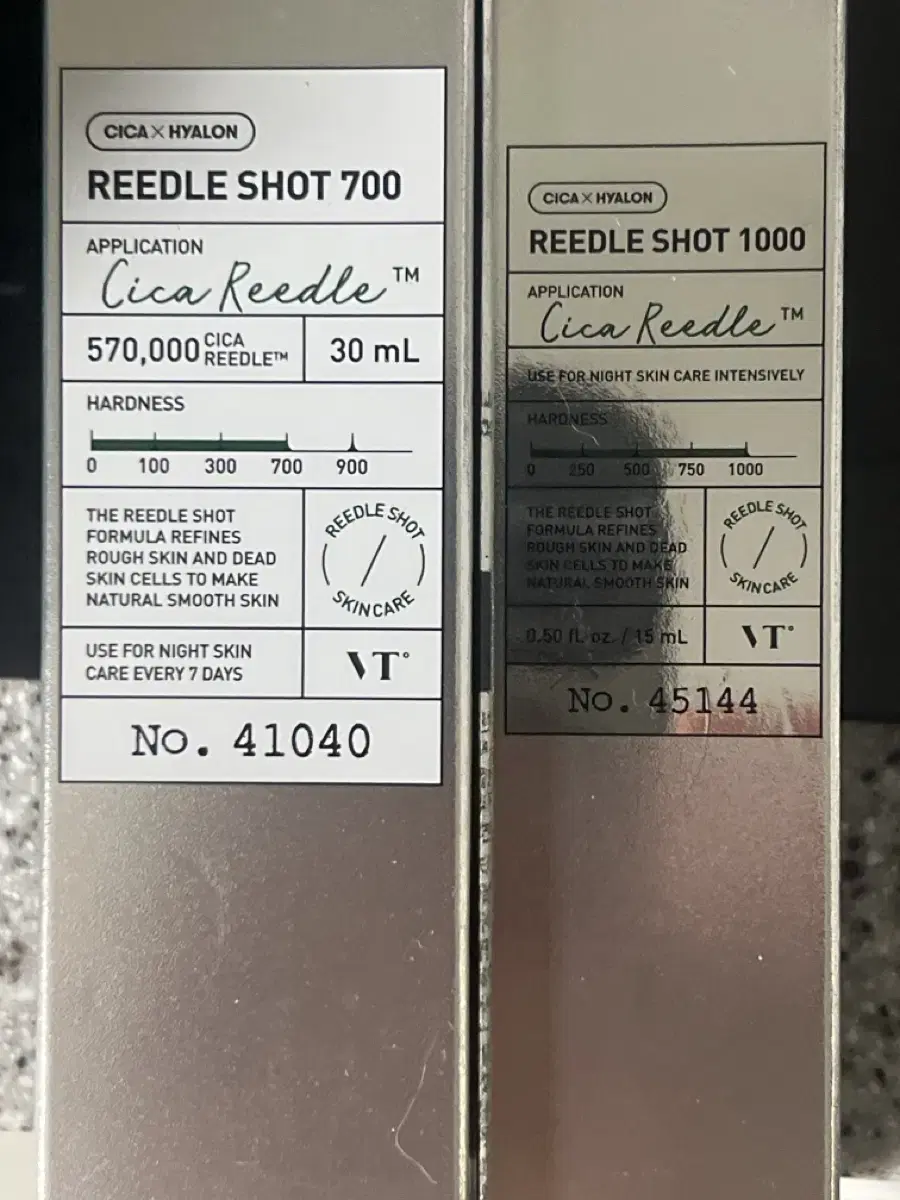 CICA×HYALON
REEDLE SHOT 700
APPLICATION
Cica Reedle™
570,000 CICA REEDLE™
30 mL
HARDNESS
0 100 300 700 900
THE REEDLE SHOT
FORMULA REFINES
ROUGH SKIN AND DEAD
SKIN CELLS TO MAKE
NATURAL SMOOTH SKIN
REEDLE SHOT
SKINCARE
USE FOR NIGHT SKIN
CARE EVERY 7 DAYS
VT°
No. 41040
CICA×HYALON
REEDLE SHOT 1000
APPLICATION
Cica Reedle™
USE FOR NIGHT SKIN CARE INTENSIVELY
HARDNESS
0 250 500 750 1000
THE REEDLE SHOT
FORMULA REFINES
ROUGH SKIN AND DEAD
SKIN CELLS TO MAKE
NATURAL SMOOTH SKIN
REEDLE SHOT
SKINCARE
0.50 fL oz. / 15 mL
VT°
No. 45144